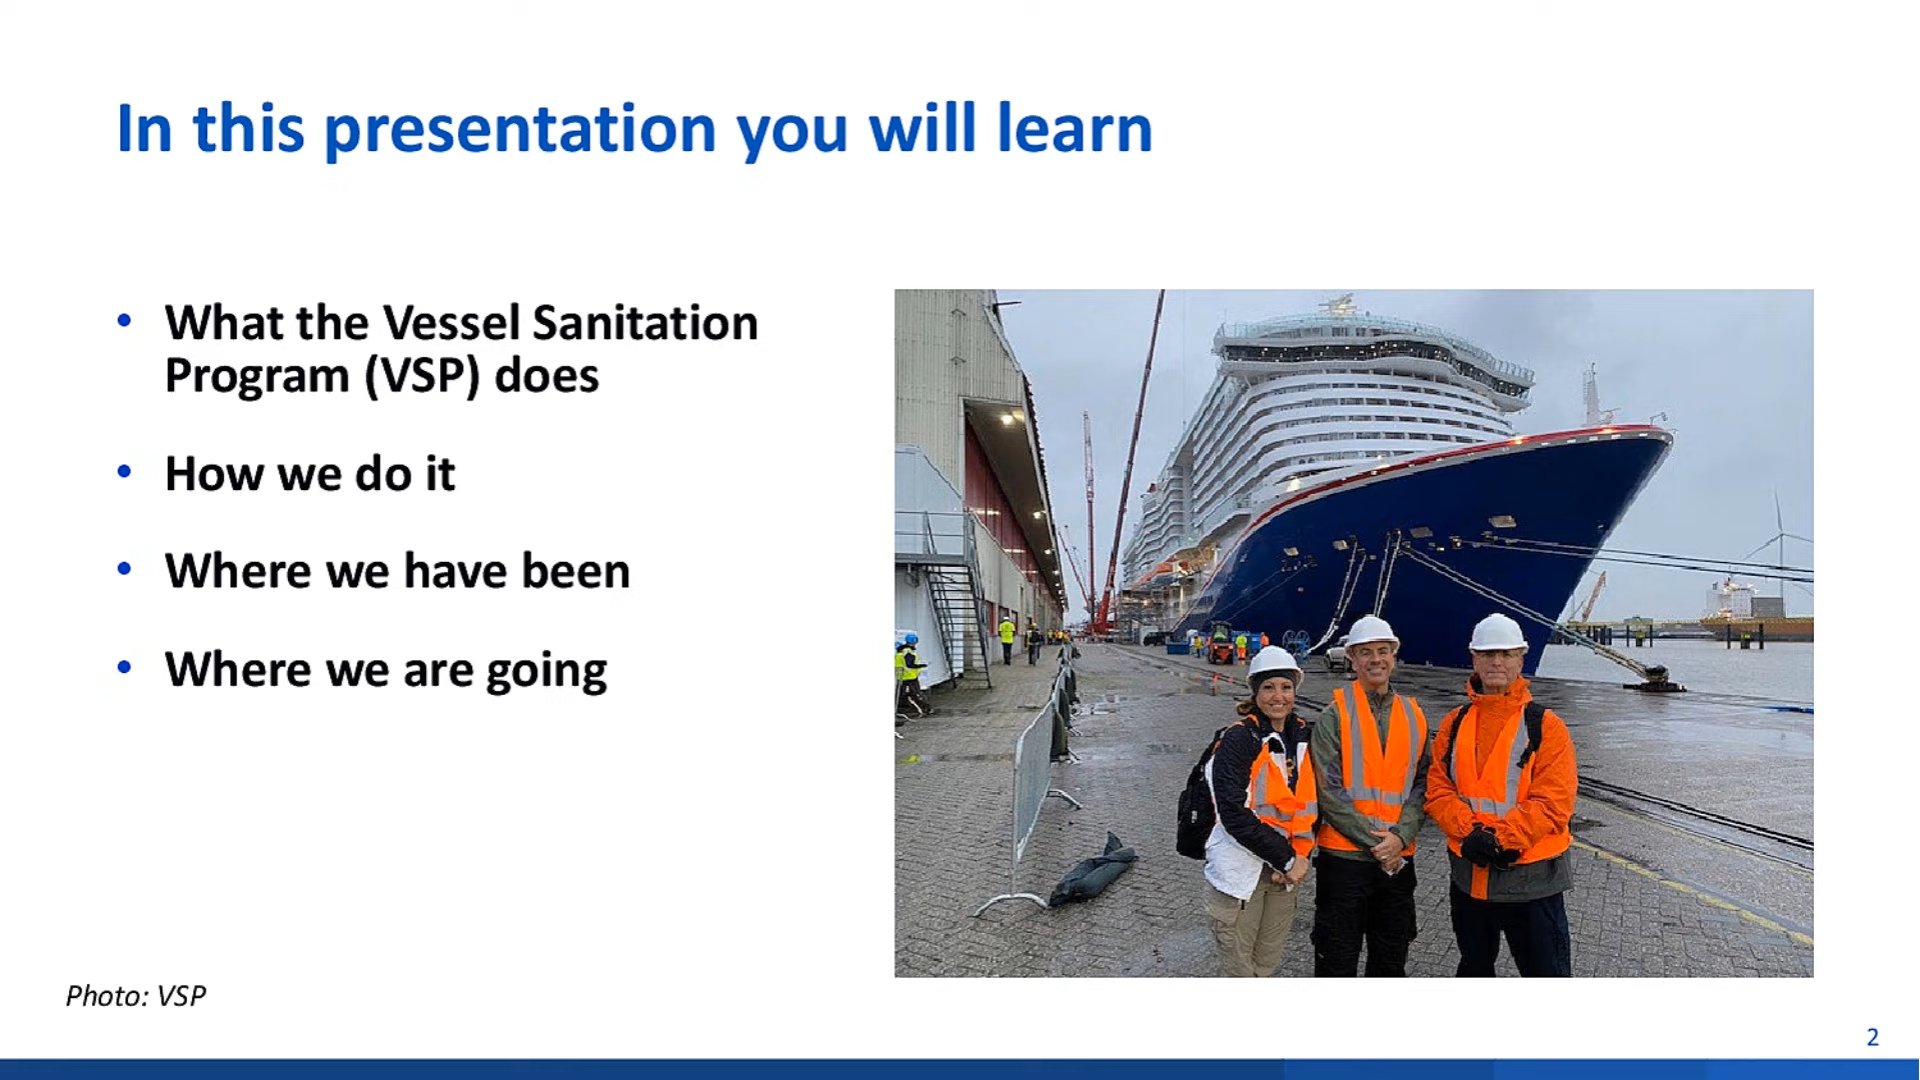 In this presentation you will learn
• What the Vessel Sanitation
Program (VSP) does
• How we do it
• Where we have been
• Where we are going
Photo: VSP
2